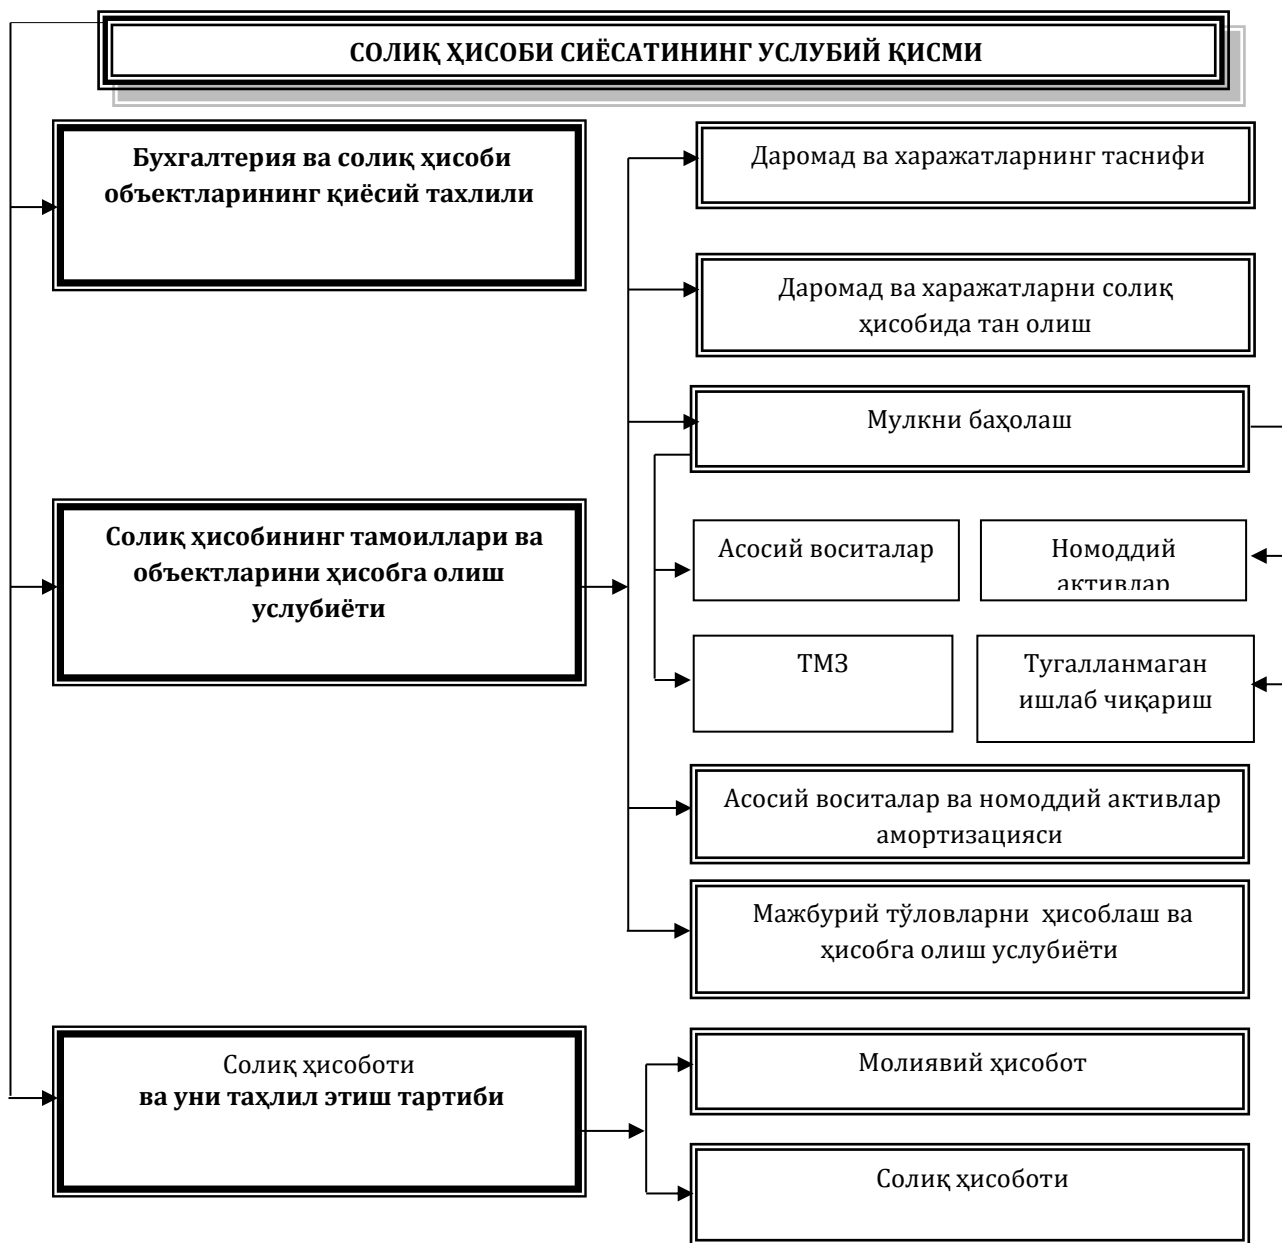 СОЛИҚ ҲИСОБИ СИЁСАТИНИНГ УСЛУБИЙ ҚИСМИ
Бухгалтерия ва солиқ ҳисоби
объектларининг қиёсий тахлили
Даромад ва харажатларнинг таснифи
Даромад ва харажатларни солиқ
ҳисобида тан олиш
Мулкни баҳолаш
Солиқ ҳисобининг тамоиллари ва
объектларини ҳисобга олиш
услубиёти
Асосий воситалар
Номоддий
активлар
ТМЗ
Тугалланмаган
ишлаб чиқариш
Асосий воситалар ва номоддий активлар
амортизацияси
Мажбурий тўловларни ҳисоблаш ва
ҳисобга олиш услубиёти
Солиқ ҳисоботи
ва уни таҳлил этиш тартиби
Молиявий ҳисобот
Солиқ ҳисоботи